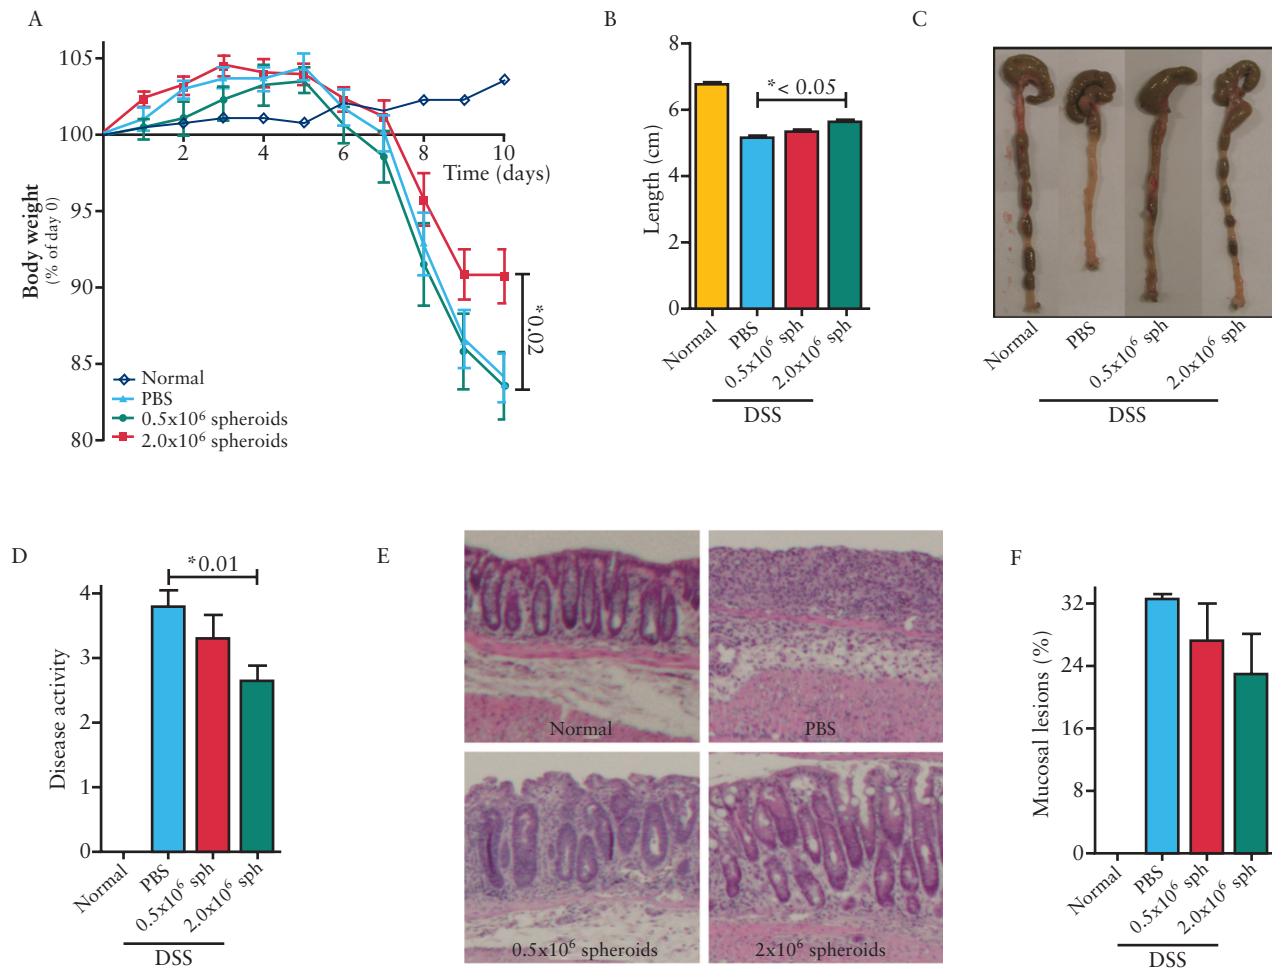 A
105
100
95
90
85
80
2
4
6
8
10
Time (days)
Body weight
(% of day 0)
*0.02
Normal
PBS
0.5x10⁶ spheroids
2.0x10⁶ spheroids
B
8
6
4
2
0
Length (cm)
*< 0.05
Normal
PBS
0.5x10⁶ sph
2.0x10⁶ sph
DSS
C
Normal
PBS
0.5x10⁶ sph
2.0x10⁶ sph
DSS
D
4
3
2
1
0
Disease activity
*0.01
Normal
PBS
0.5x10⁶ sph
2.0x10⁶ sph
DSS
E
Normal
PBS
0.5x10⁶ spheroids
2x10⁶ spheroids
F
32
24
16
8
0
Mucosal lesions (%)
Normal
PBS
0.5x10⁶ sph
2.0x10⁶ sph
DSS